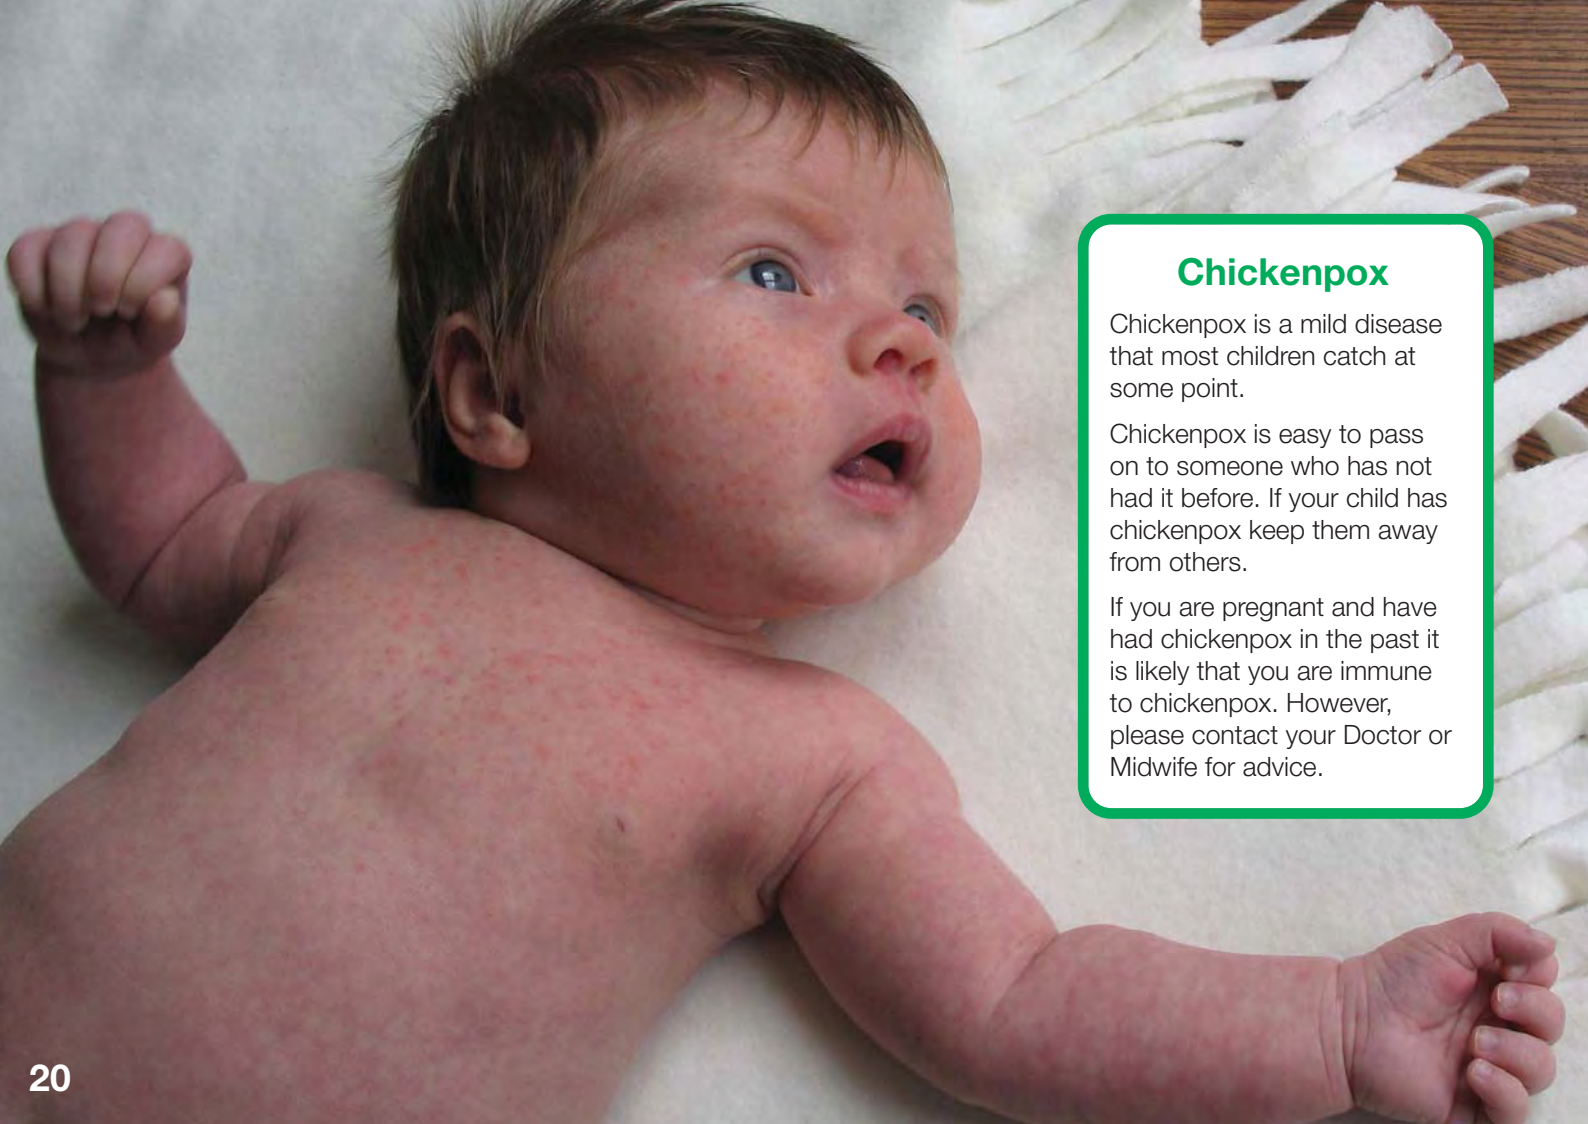 Chickenpox
Chickenpox is a mild disease
that most children catch at
some point.
Chickenpox is easy to pass
on to someone who has not
had it before. If your child has
chickenpox keep them away
from others.
If you are pregnant and have
had chickenpox in the past it
is likely that you are immune
to chickenpox. However,
please contact your Doctor or
Midwife for advice.
20